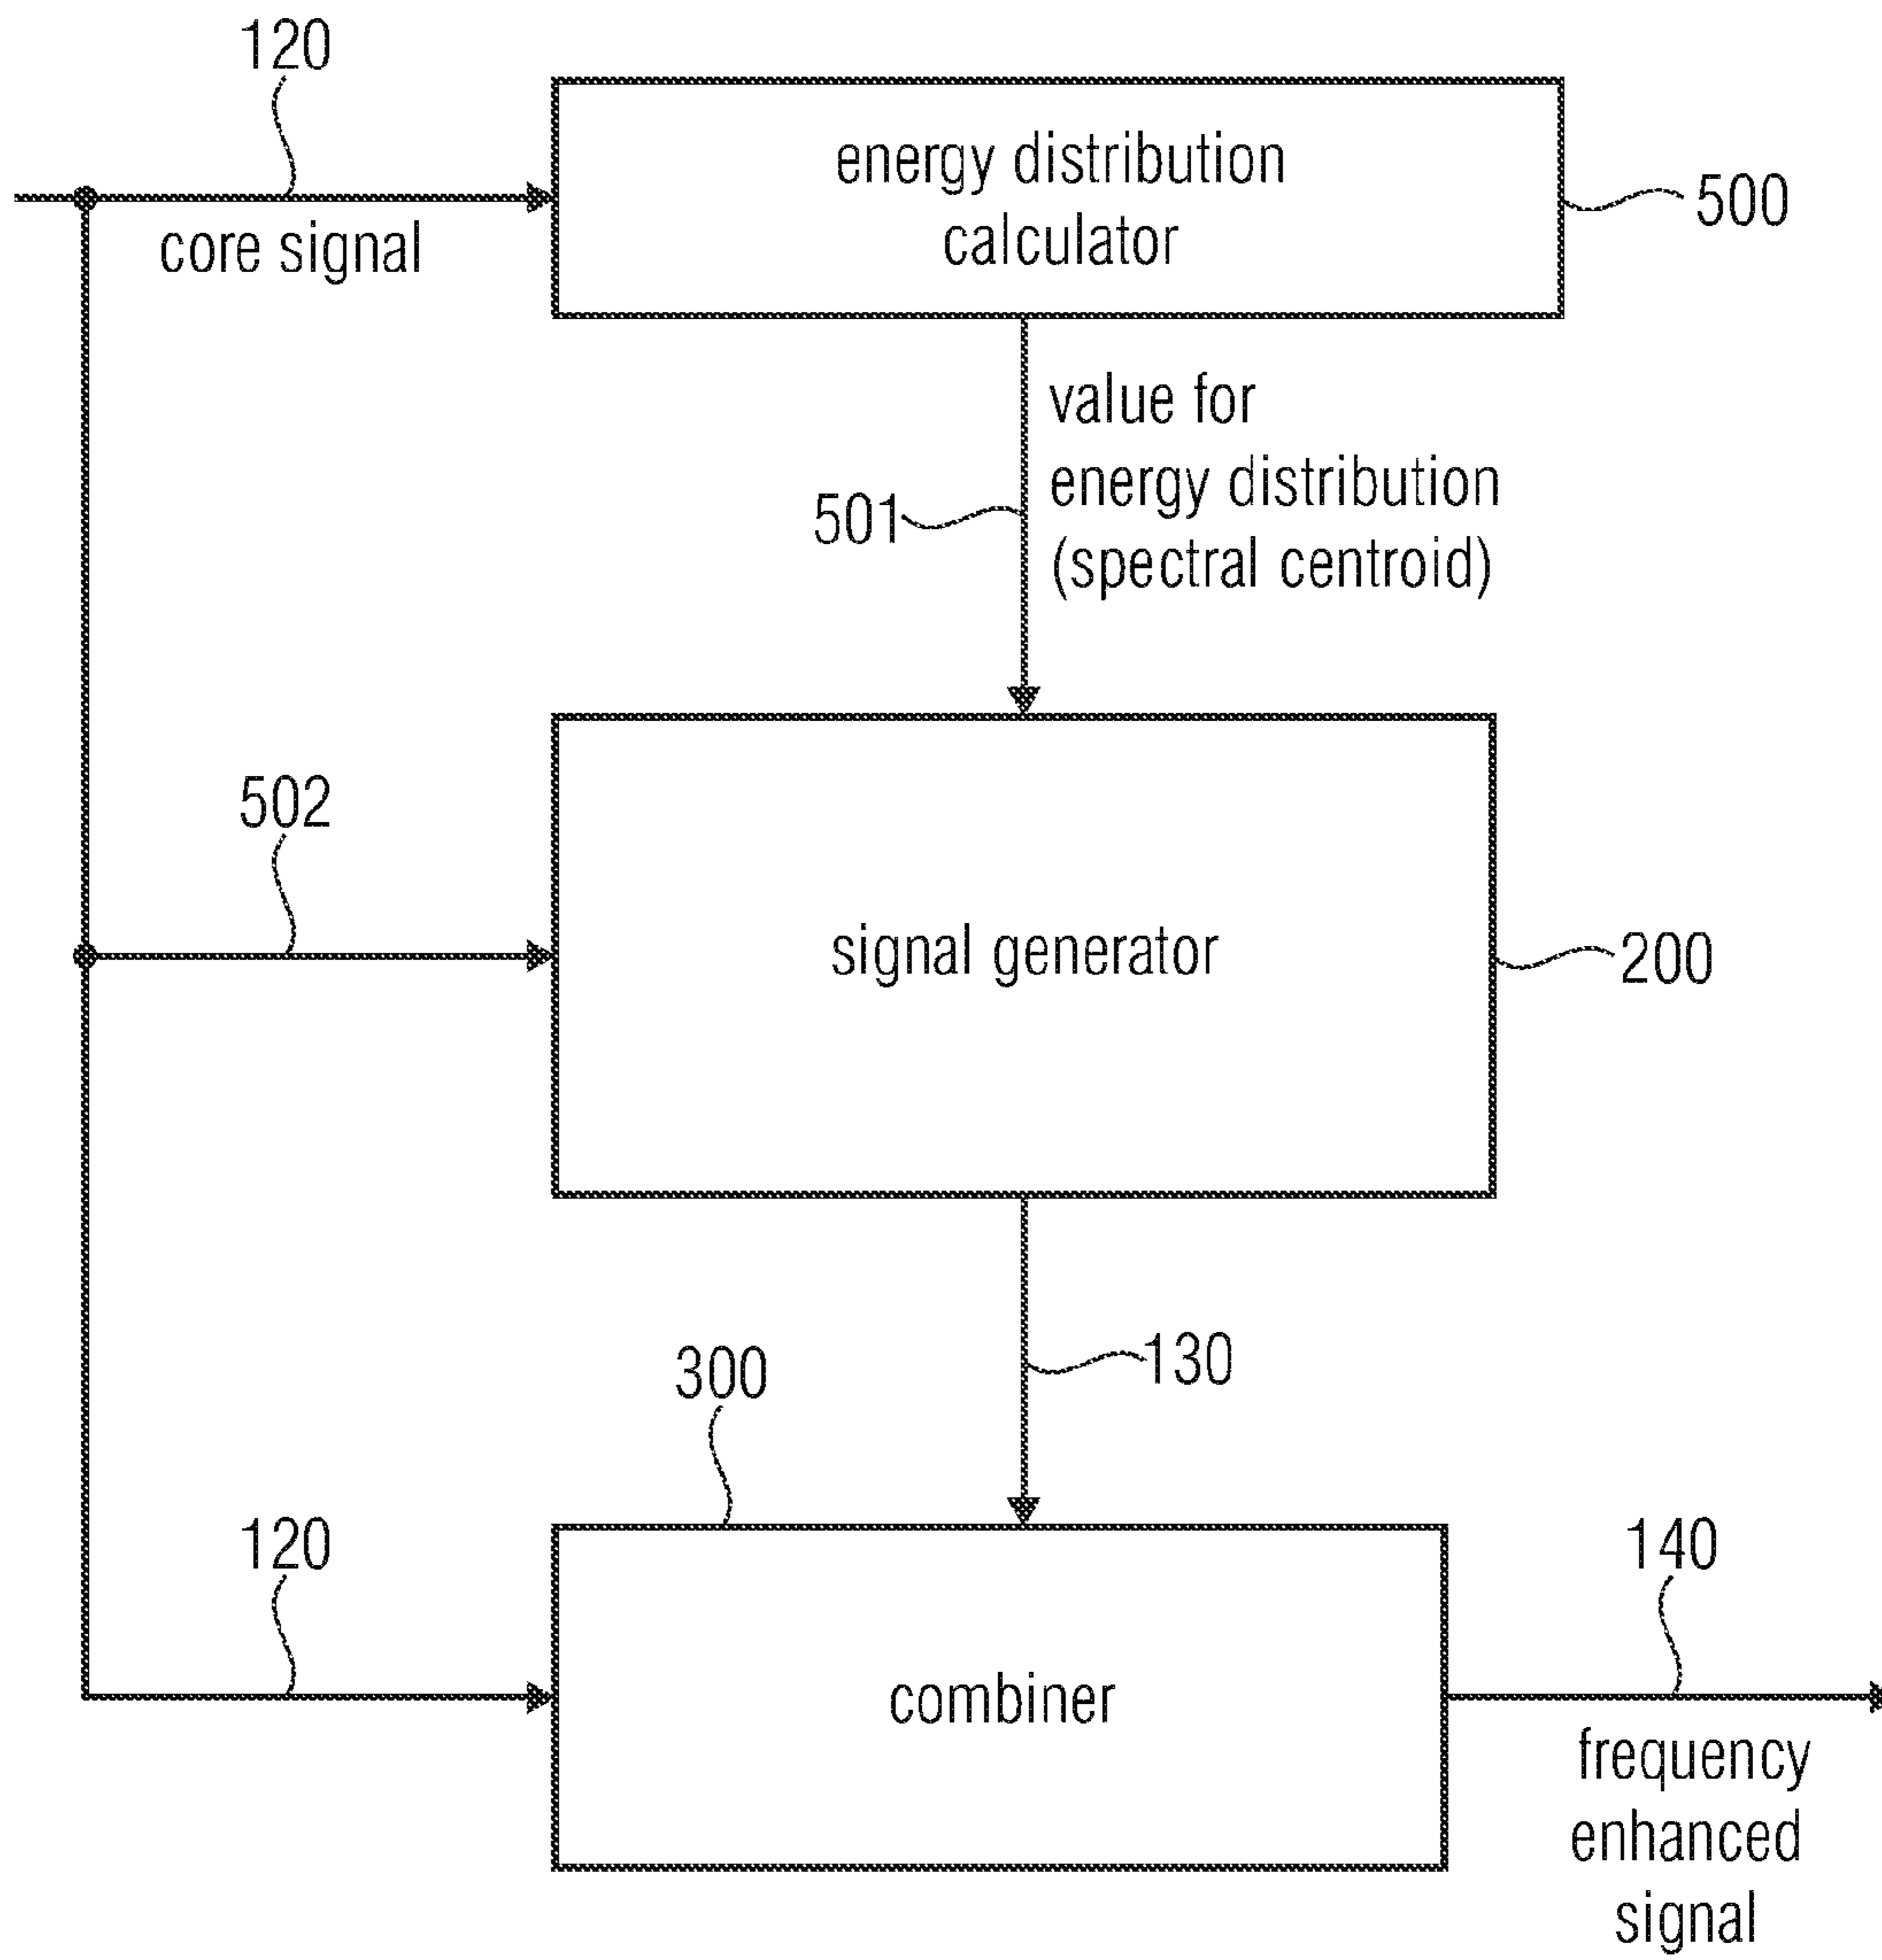 120
core signal
energy distribution
calculator
500
501
value for
energy distribution
(spectral centroid)
502
signal generator
200
130
300
120
combiner
140
frequency
enhanced
signal